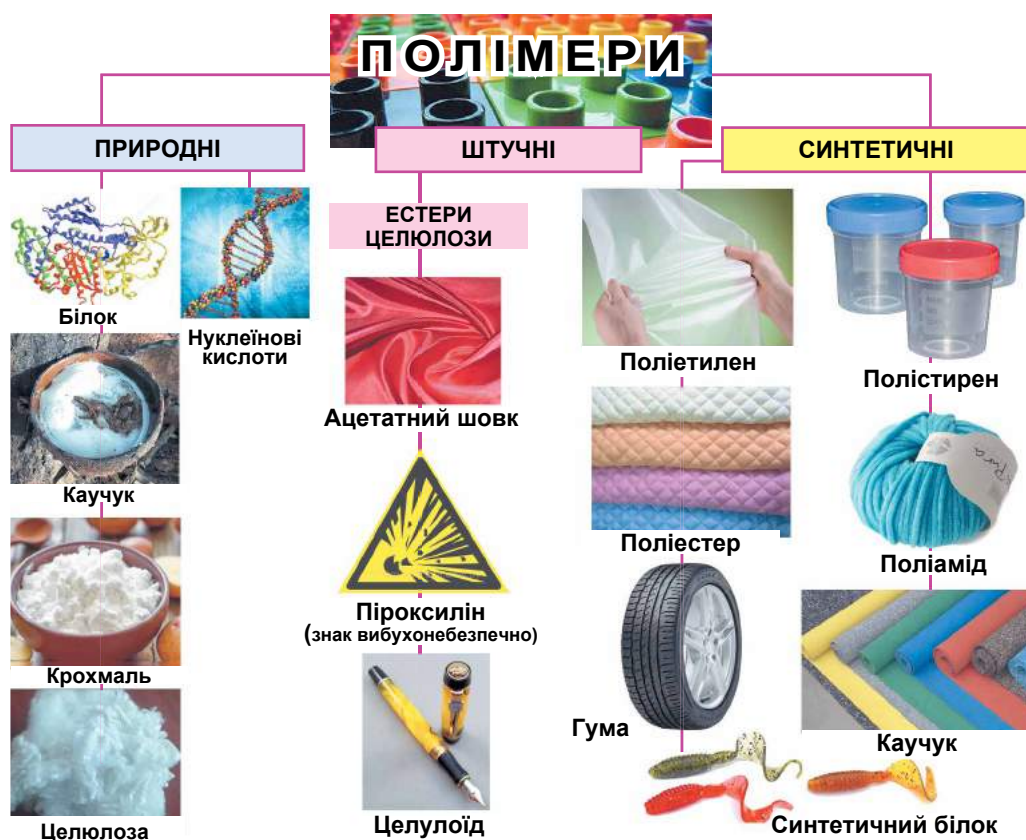 ПОЛІМЕРИ
ПРИРОДНІ
ШТУЧНІ
СИНТЕТИЧНІ
Білок
Нуклеїнові
кислоти
Каучук
Крохмаль
Целюлоза
ЕСТЕРИ
ЦЕЛЮЛОЗИ
Ацетатний шовк
Піроксилін
(знак вибухонебезпечно)
Целулоїд
Поліетилен
Полістирен
Поліестер
Поліамід
Гума
Каучук
Синтетичний білок